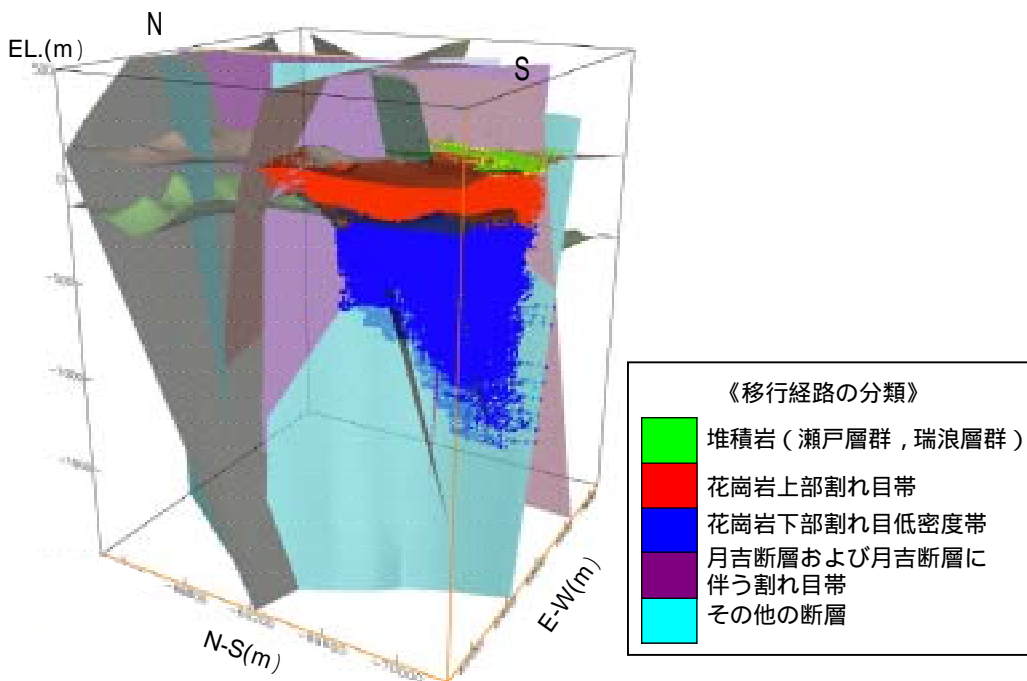 N
EL.(m)
S
N-S(m)
E-W(m)
《移行経路の分類》
堆積岩（瀬戸層群，瑞浪層群）
花崗岩上部割れ目帯
花崗岩下部割れ目低密度帯
月吉断層および月吉断層に
伴う割れ目帯
その他の断層